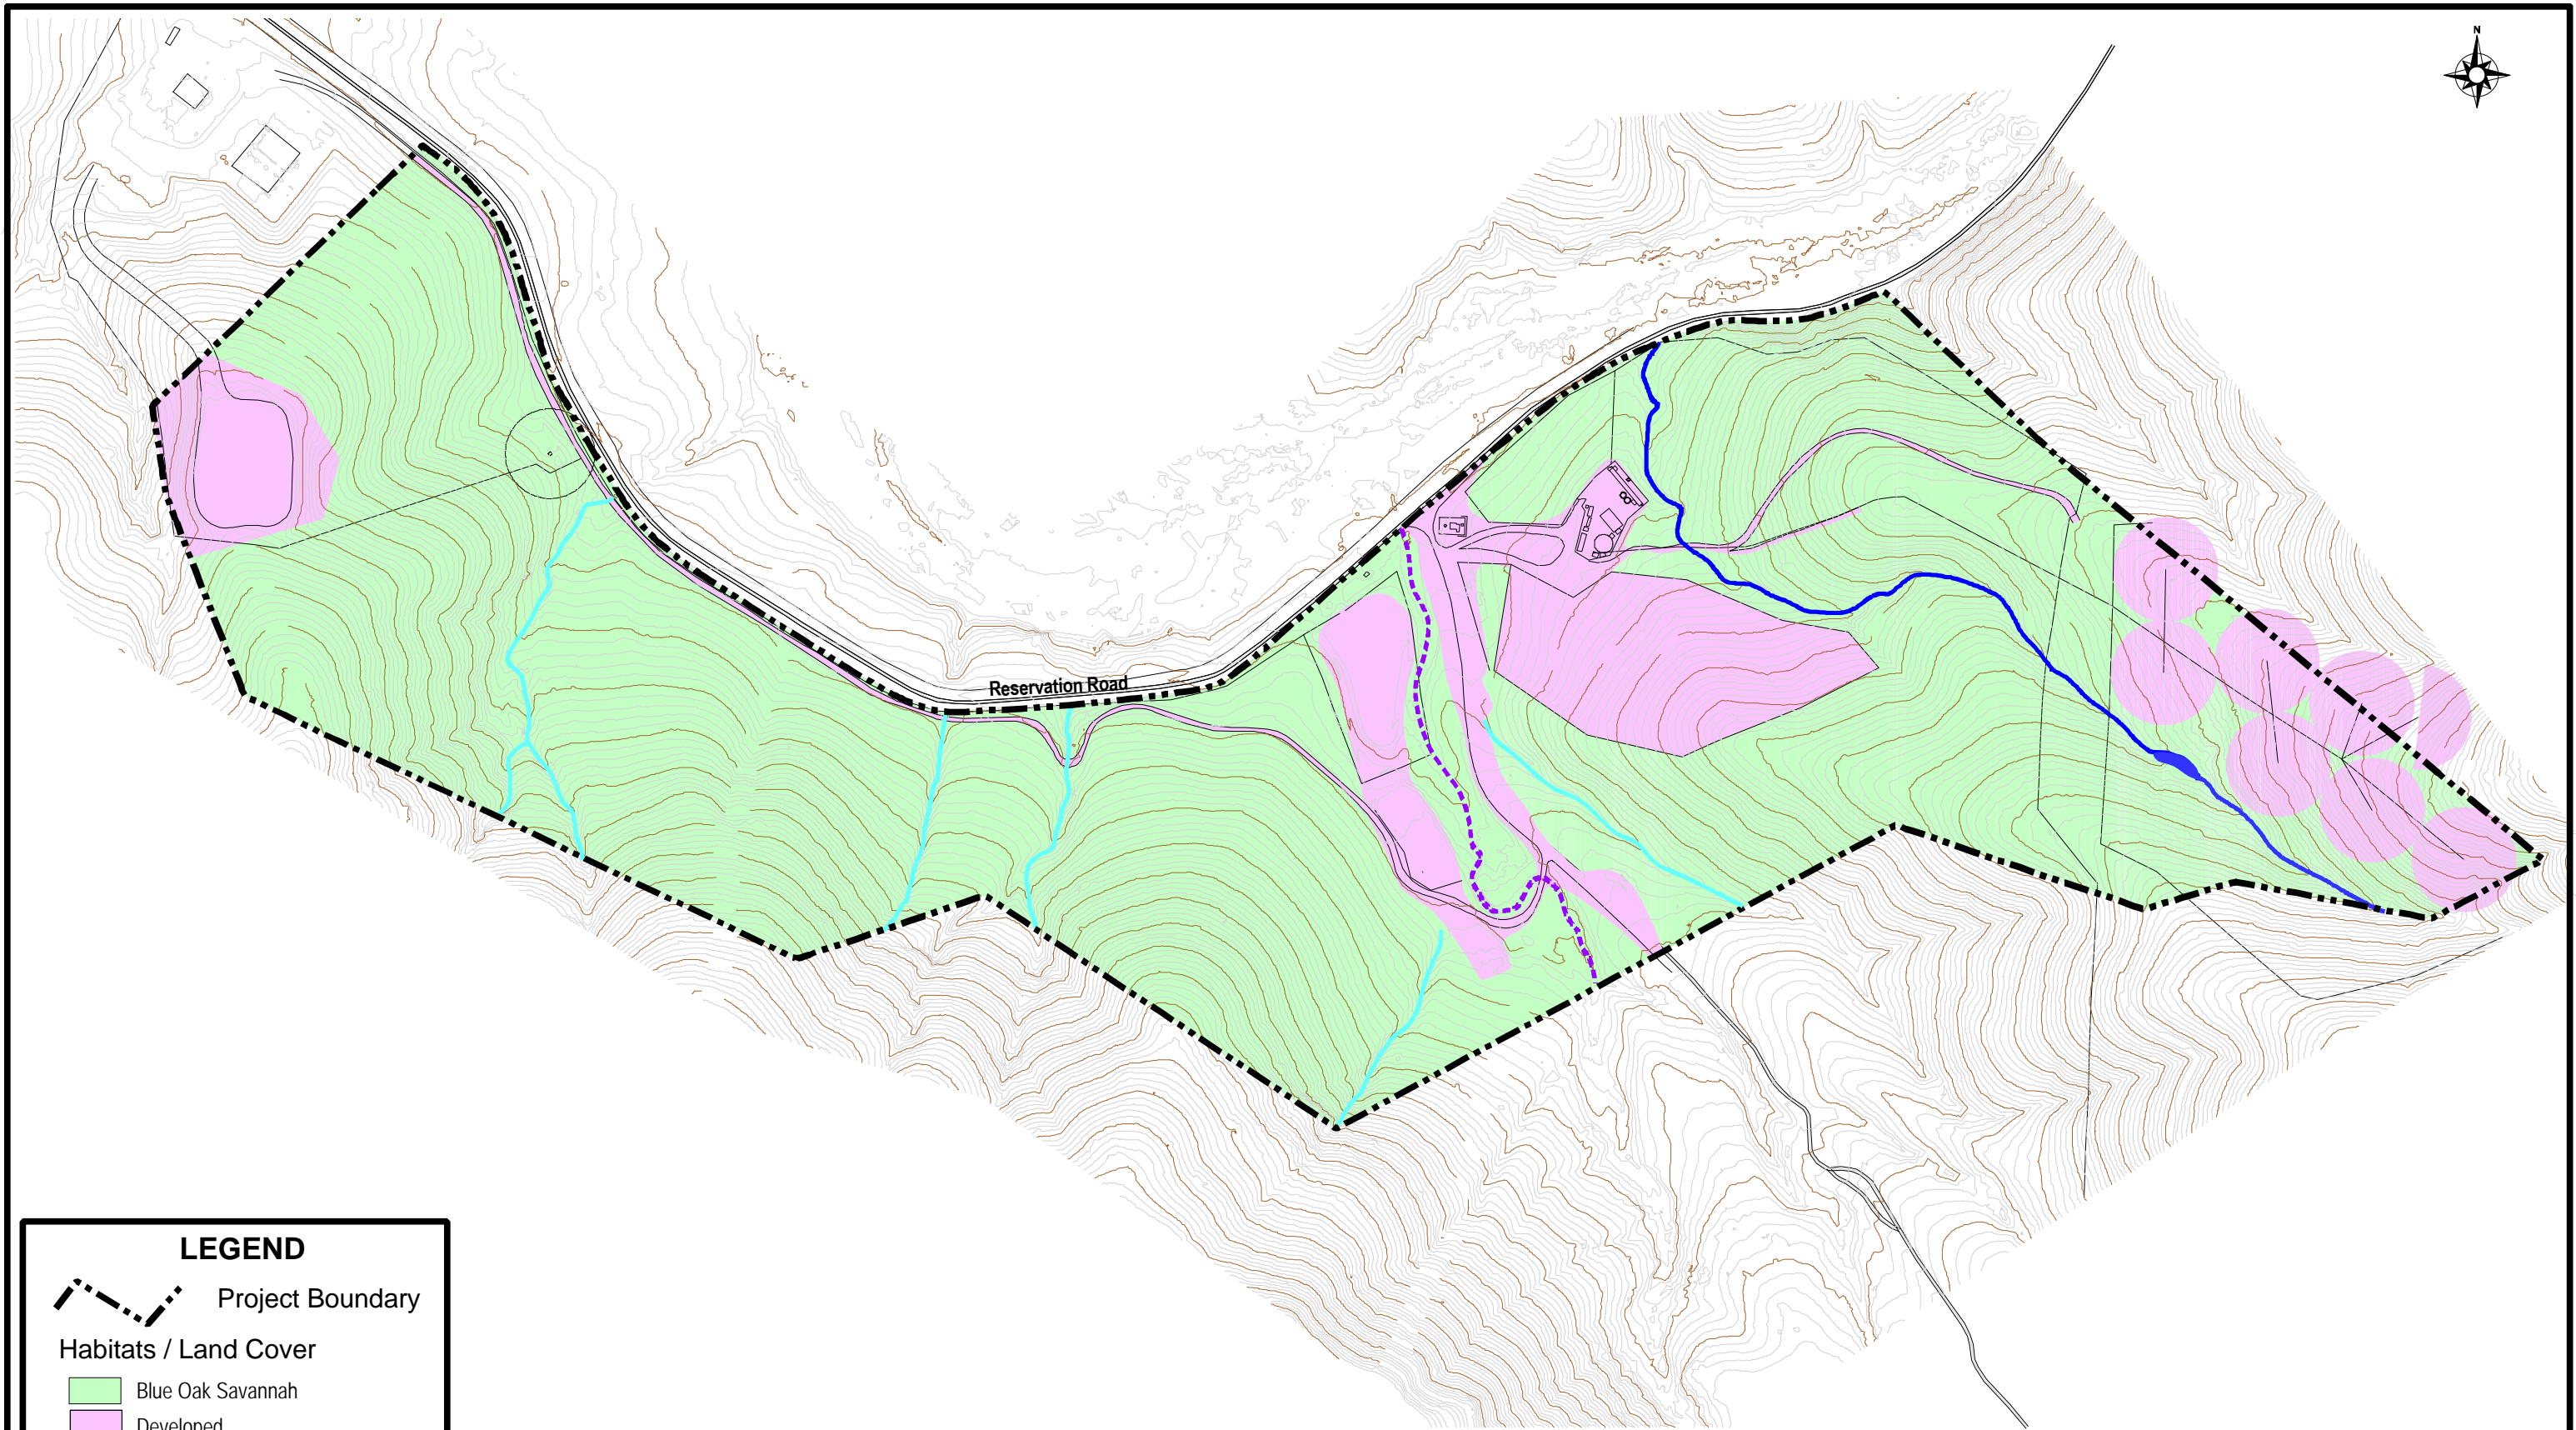 N
Reservation Road
LEGEND
Project Boundary
Habitats / Land Cover
Blue Oak Savannah
Developed